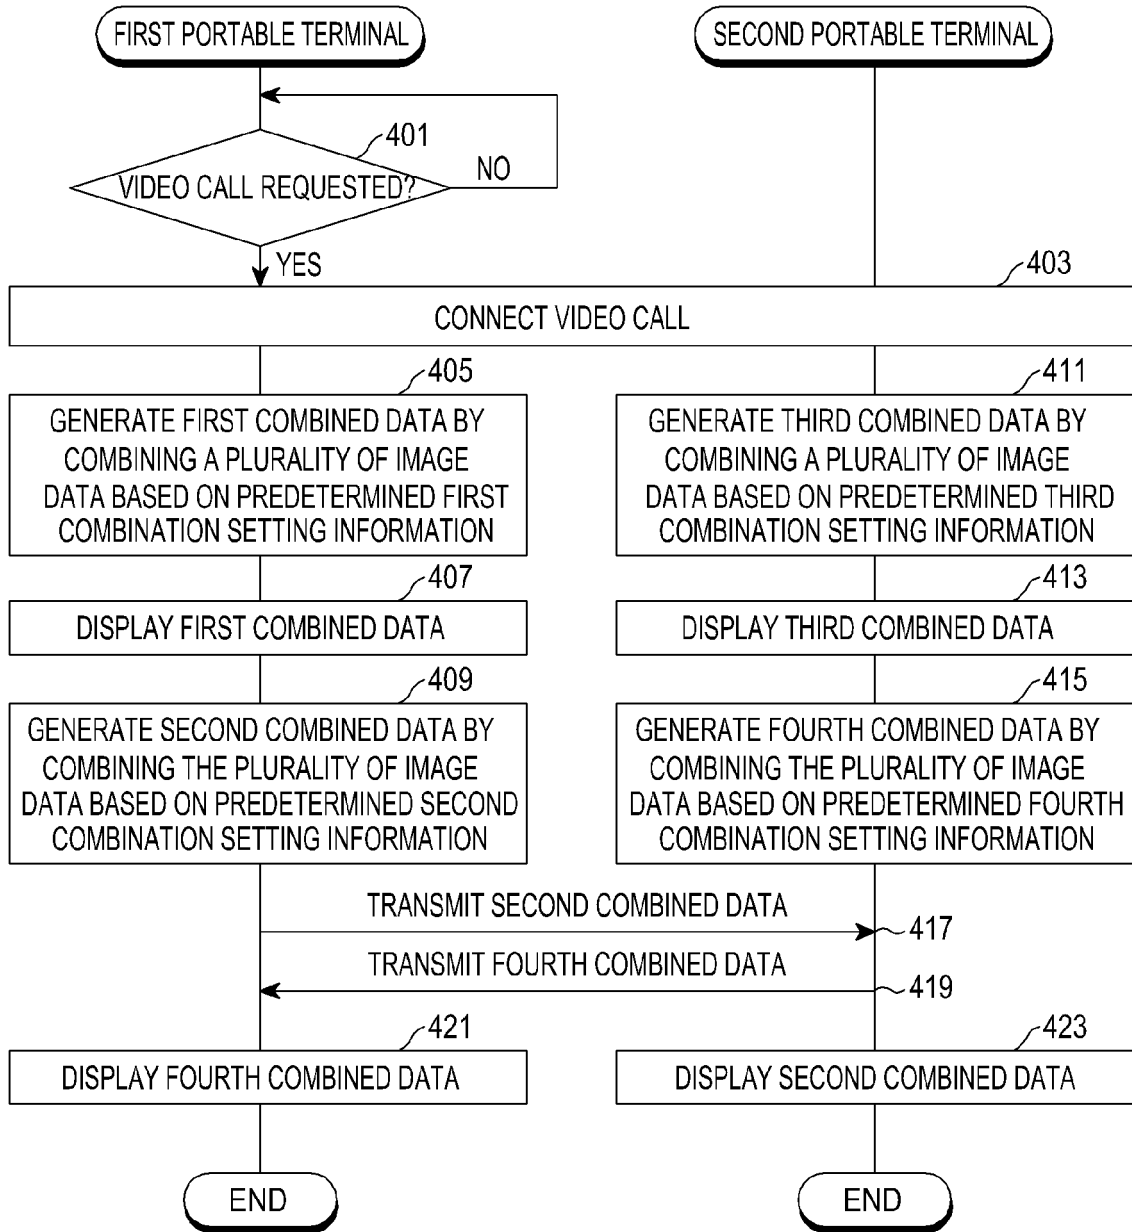 FIRST PORTABLE TERMINAL
SECOND PORTABLE TERMINAL
401
VIDEO CALL REQUESTED?
NO
YES
403
CONNECT VIDEO CALL
405
GENERATE FIRST COMBINED DATA BY
COMBINING A PLURALITY OF IMAGE
DATA BASED ON PREDETERMINED FIRST
COMBINATION SETTING INFORMATION
411
GENERATE THIRD COMBINED DATA BY
COMBINING A PLURALITY OF IMAGE
DATA BASED ON PREDETERMINED THIRD
COMBINATION SETTING INFORMATION
407
DISPLAY FIRST COMBINED DATA
413
DISPLAY THIRD COMBINED DATA
409
GENERATE SECOND COMBINED DATA BY
COMBINING THE PLURALITY OF IMAGE
DATA BASED ON PREDETERMINED SECOND
COMBINATION SETTING INFORMATION
415
GENERATE FOURTH COMBINED DATA BY
COMBINING THE PLURALITY OF IMAGE
DATA BASED ON PREDETERMINED FOURTH
COMBINATION SETTING INFORMATION
TRANSMIT SECOND COMBINED DATA
417
TRANSMIT FOURTH COMBINED DATA
419
421
DISPLAY FOURTH COMBINED DATA
423
DISPLAY SECOND COMBINED DATA
END
END